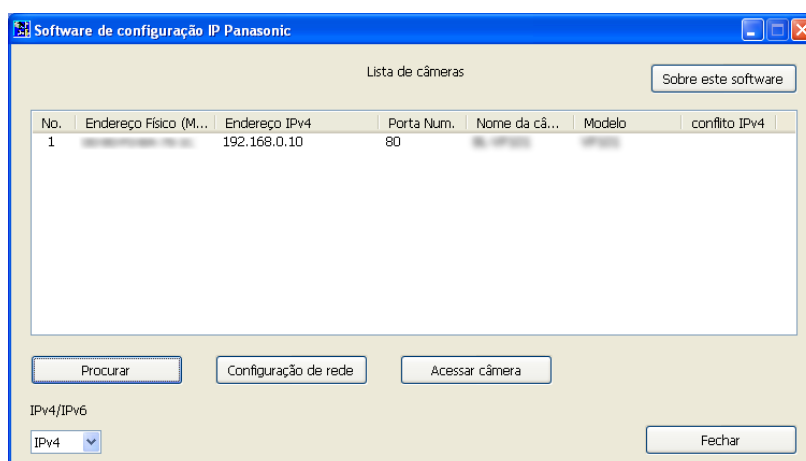 Software de configuração IP Panasonic
Lista de câmeras
Sobre este software
No. Endereço Físico (M... Endereço IPv4 Porta Num. Nome da câ... Modelo conflito IPv4
1 192.168.0.10 80
Procurar Configuração de rede Acessar câmera
IPv4/IPv6
IPv4
Fechar